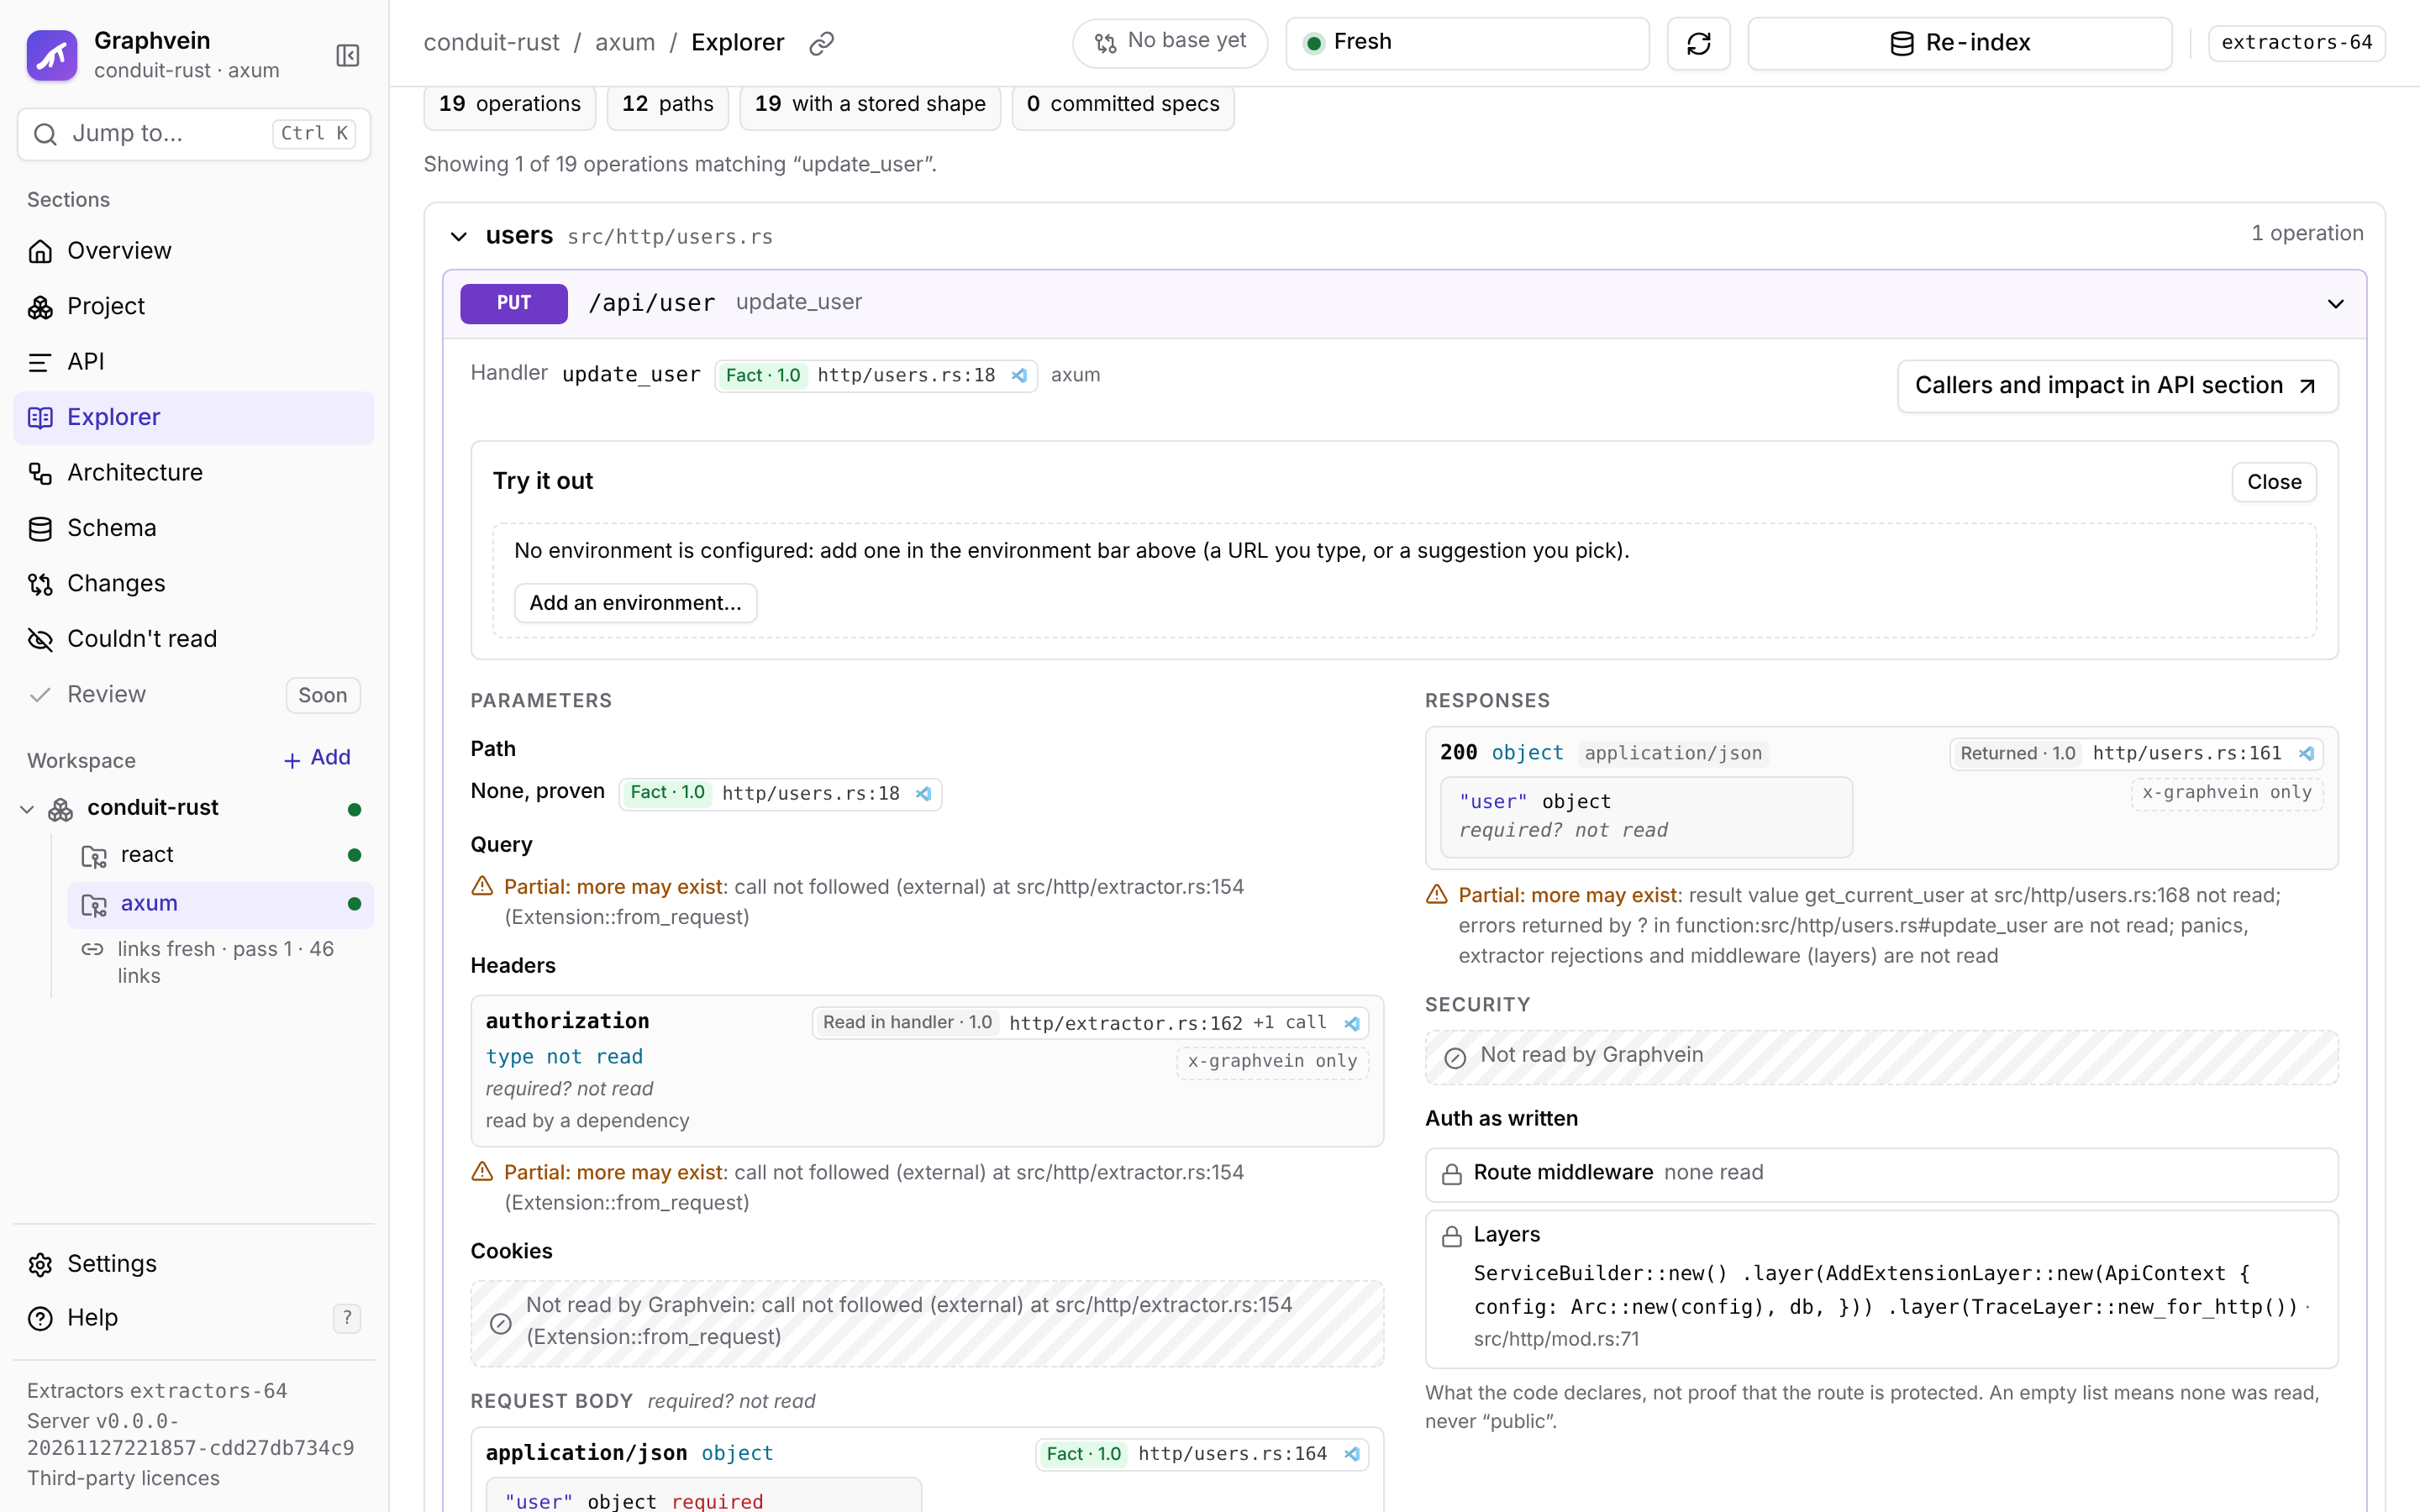 Graphvein
conduit-rust · axum
Jump to...
Ctrl K
Sections
Overview
Project
API
Explorer
Architecture
Schema
Changes
Couldn't read
Review
Soon
Workspace
+ Add
conduit-rust
react
axum
links fresh · pass 1 · 46
links
Settings
Help
?
Extractors extractors-64
Server v0.0.0-
20261127221857-cdd27db734c9
Third-party licences
conduit-rust / axum / Explorer
No base yet
Fresh
Re-index
extractors-64
19 operations
12 paths
19 with a stored shape
0 committed specs
Showing 1 of 19 operations matching “update_user”.
users src/http/users.rs
1 operation
PUT /api/user update_user
Handler update_user Fact · 1.0 http/users.rs:18 axum
Callers and impact in API section
Try it out
Close
No environment is configured: add one in the environment bar above (a URL you type, or a suggestion you pick).
Add an environment...
PARAMETERS
Path
None, proven Fact · 1.0 http/users.rs:18
Query
Partial: more may exist: call not followed (external) at src/http/extractor.rs:154
(Extension::from_request)
Headers
authorization Read in handler · 1.0 http/extractor.rs:162 +1 call
type not read
x-graphvein only
required? not read
read by a dependency
Partial: more may exist: call not followed (external) at src/http/extractor.rs:154
(Extension::from_request)
Cookies
Not read by Graphvein: call not followed (external) at src/http/extractor.rs:154
(Extension::from_request)
REQUEST BODY required? not read
application/json object Fact · 1.0 http/users.rs:164
"user" object required
RESPONSES
200 object application/json Returned · 1.0 http/users.rs:161
x-graphvein only
"user" object
required? not read
Partial: more may exist: result value get_current_user at src/http/users.rs:168 not read;
errors returned by ? in function:src/http/users.rs#update_user are not read; panics,
extractor rejections and middleware (layers) are not read
SECURITY
Not read by Graphvein
Auth as written
Route middleware none read
Layers
ServiceBuilder::new() .layer(AddExtensionLayer::new(ApiContext {
config: Arc::new(config), db, })) .layer(TraceLayer::new_for_http()) ·
src/http/mod.rs:71
What the code declares, not proof that the route is protected. An empty list means none was read,
never “public”.